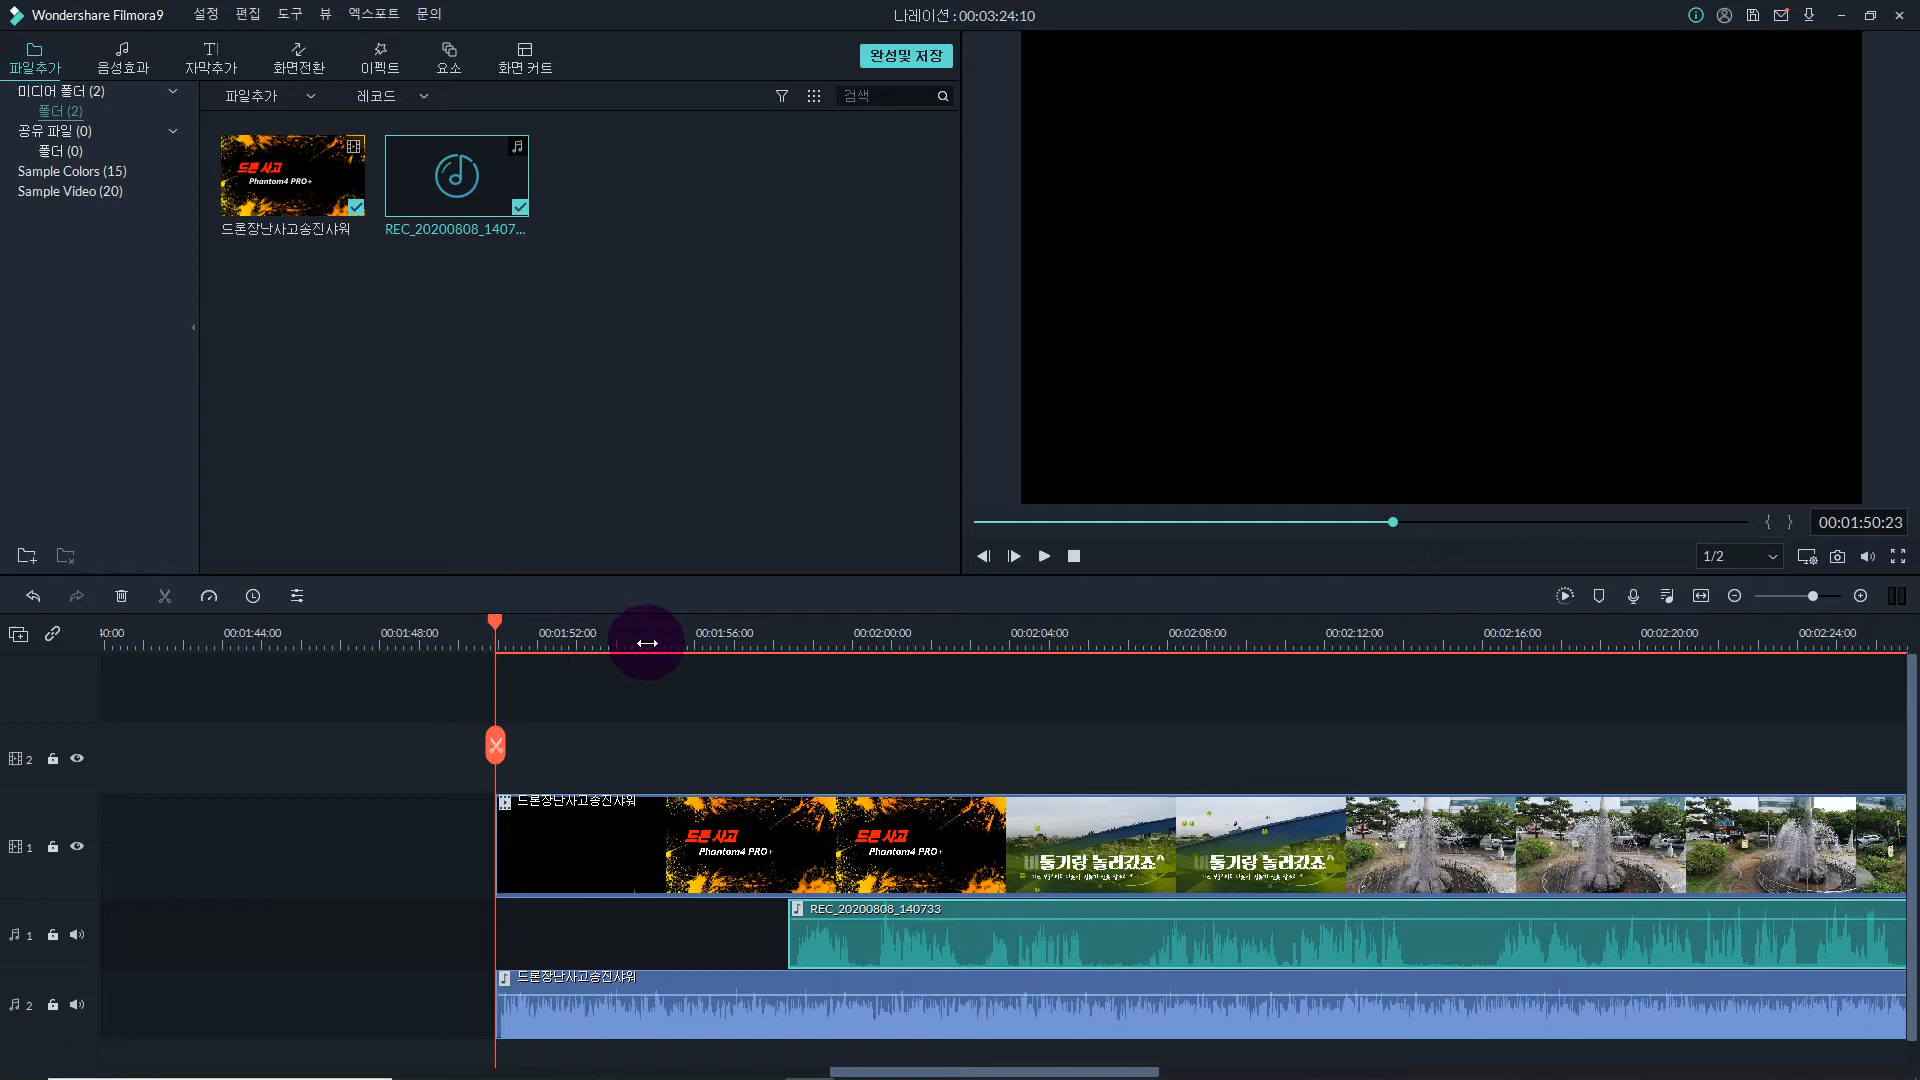 Wondershare Filmora9 설정 편집 도구 뷰 엑스포트 문의 나레이션 : 00:03:24:10
파일추가 음성효과 자막추가 화면전환 이펙트 요소 화면 커트 완성및 저장
미디어 폴더 (2)
폴더 (2)
공유 파일 (0)
폴더 (0)
Sample Colors (15)
Sample Video (20)
파일추가 레코드 검색
드론 사고
Phantom4 PRO+
드론장난사고송진샤워
REC_20200808_1407...
00:01:50:23
1/2
40:00 00:01:44:00 00:01:48:00 00:01:52:00 00:01:56:00 00:02:00:00 00:02:04:00 00:02:08:00 00:02:12:00 00:02:16:00 00:02:20:00 00:02:24:00
2
드론장난사고송진샤워
드론 사고 드론 사고
Phantom4 PRO+ Phantom4 PRO+
비둘기랑 놀러갔죠^ 비둘기랑 놀러갔죠^
1
REC_20200808_140733
1
드론장난사고송진샤워
2